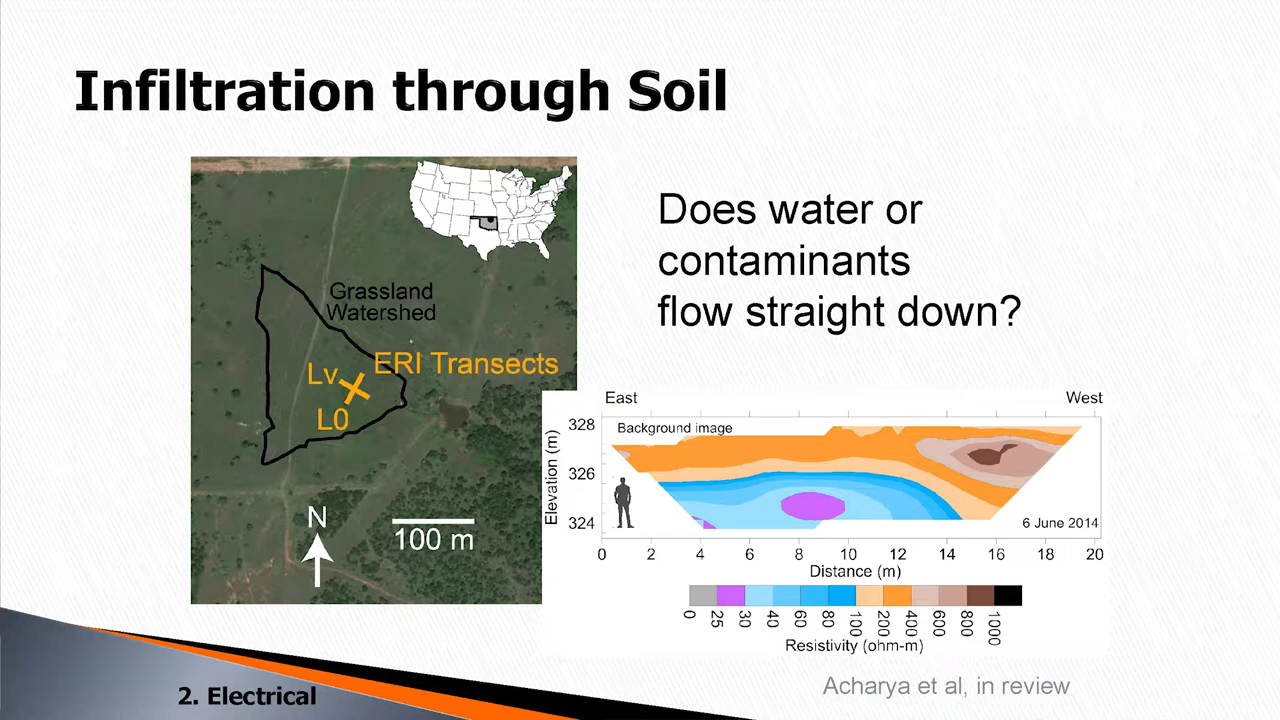 Infiltration through Soil
Grassland
Watershed
ERI Transects
Lv
L0
N
100 m
Does water or
contaminants
flow straight down?
East
West
Background image
328
326
324
Elevation (m)
6 June 2014
0 2 4 6 8 10 12 14 16 18 20
Distance (m)
0 25 30 40 60 80 100 200 400 600 800 1000
Resistivity (ohm-m)
Acharya et al, in review
2. Electrical